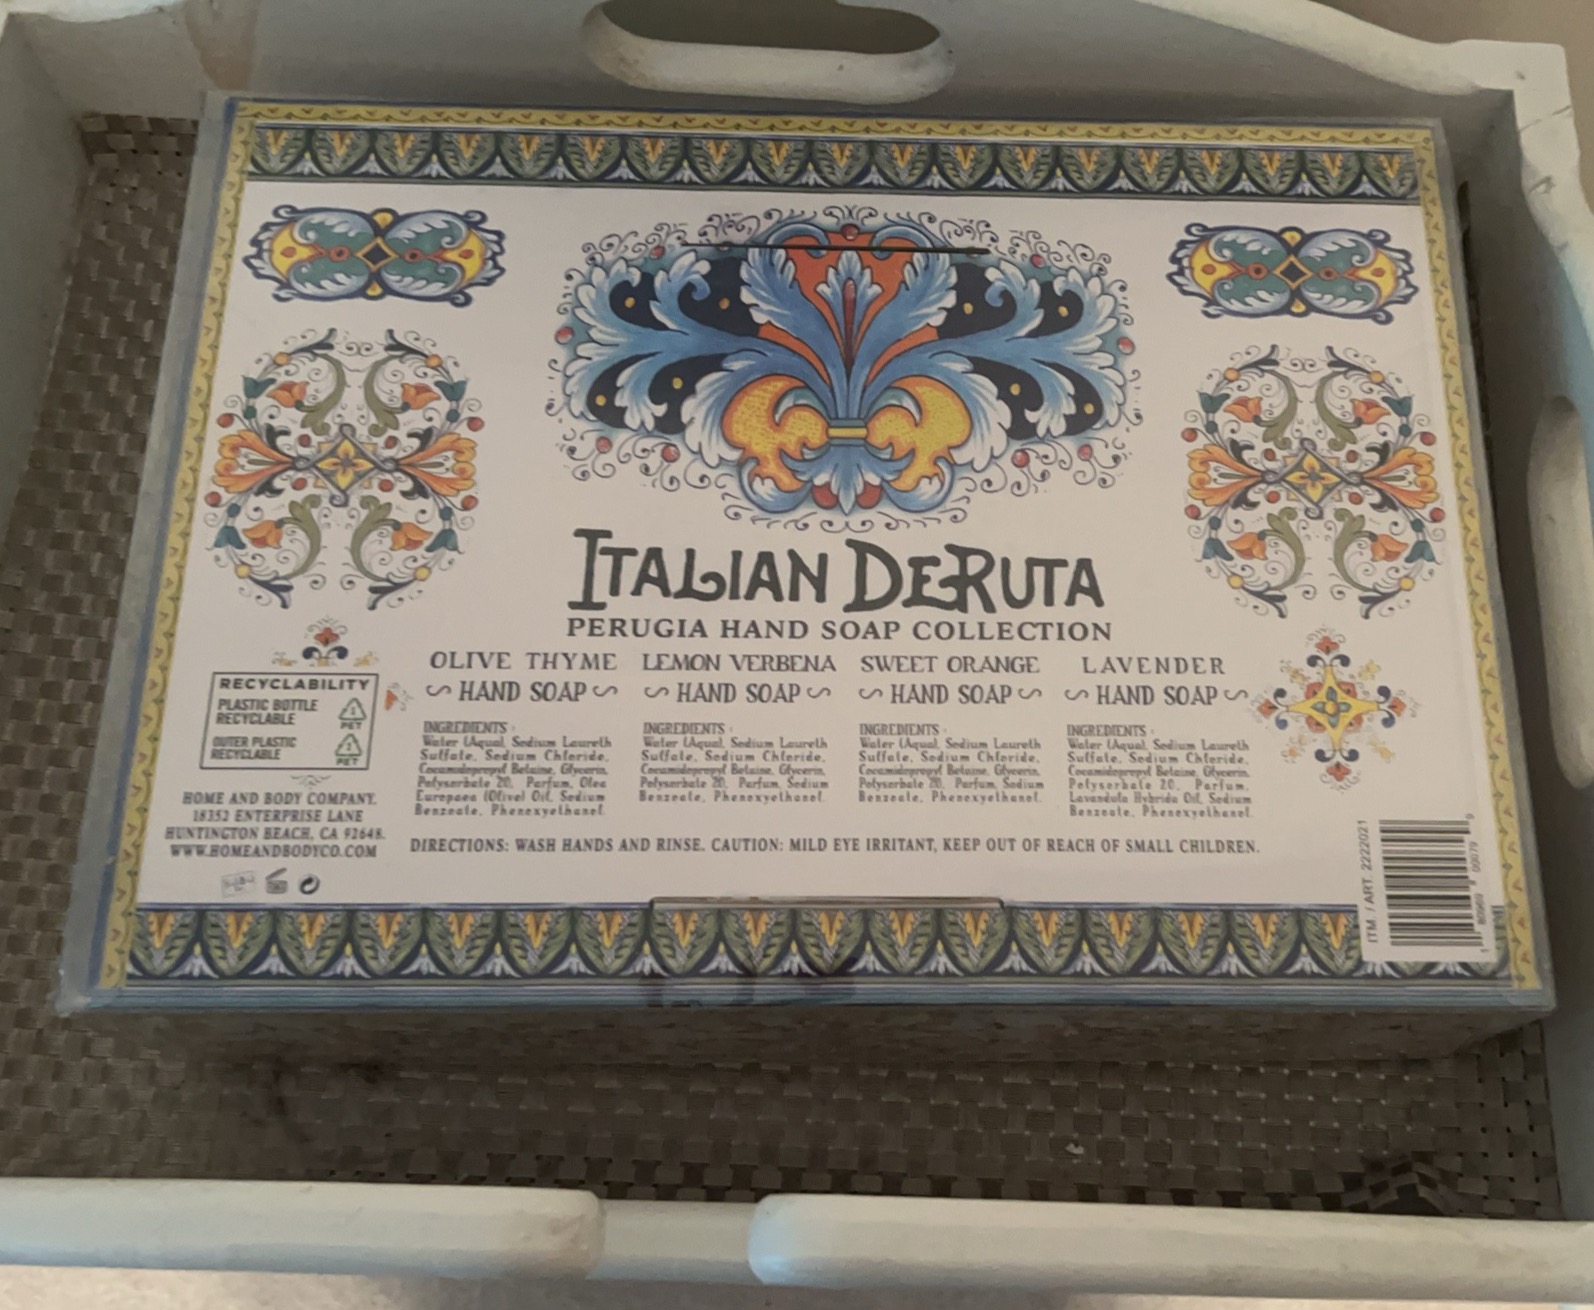 ITALIAN DERUTA
PERUGIA HAND SOAP COLLECTION
OLIVE THYME
HAND SOAP
INGREDIENTS:
Water (Aqua), Sodium Laureth
Sulfate, Sodium Chloride,
Cocamidopropyl Betaine, Glycerin,
Polysorbate 20, Parfum, Olea
Europaea (Olive) Oil, Sodium
Benzoate, Phenoxyethanol.
LEMON VERBENA
HAND SOAP
INGREDIENTS:
Water (Aqua), Sodium Laureth
Sulfate, Sodium Chloride,
Cocamidopropyl Betaine, Glycerin,
Polysorbate 20, Parfum, Sodium
Benzoate, Phenoxyethanol.
SWEET ORANGE
HAND SOAP
INGREDIENTS:
Water (Aqua), Sodium Laureth
Sulfate, Sodium Chloride,
Cocamidopropyl Betaine, Glycerin,
Polysorbate 20, Parfum, Sodium
Benzoate, Phenoxyethanol.
LAVENDER
HAND SOAP
INGREDIENTS:
Water (Aqua), Sodium Laureth
Sulfate, Sodium Chloride,
Cocamidopropyl Betaine, Glycerin,
Polysorbate 20, Parfum,
Lavandula Hybrida Oil, Sodium
Benzoate, Phenoxyethanol.
RECYCLABILITY
PLASTIC BOTTLE
RECYCLABLE
1
PET
OUTER PLASTIC
RECYCLABLE
1
PET
HOME AND BODY COMPANY.
18352 ENTERPRISE LANE
HUNTINGTON BEACH, CA 92648.
WWW.HOMEANDBODYCO.COM
DIRECTIONS: WASH HANDS AND RINSE. CAUTION: MILD EYE IRRITANT, KEEP OUT OF REACH OF SMALL CHILDREN.
ITM. / ART. 2222021